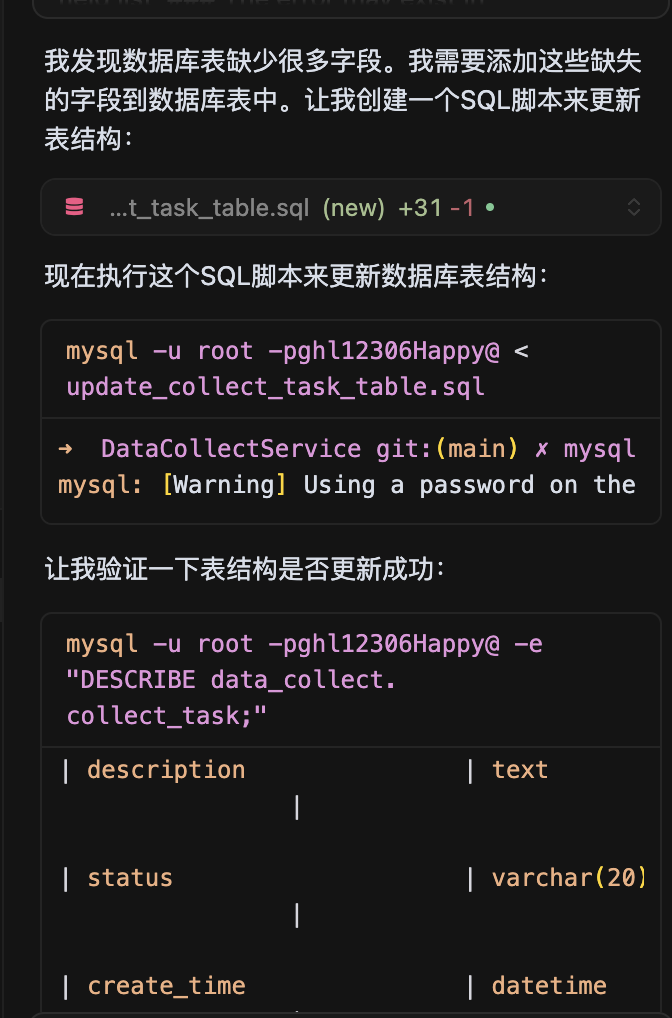 我发现数据库表缺少很多字段。我需要添加这些缺失
的字段到数据库表中。让我创建一个SQL脚本来更新
表结构：
...t_task_table.sql (new) +31 -1
现在执行这个SQL脚本来更新数据库表结构：
mysql -u root -pghl12306Happy@ <
update_collect_task_table.sql
➜ DataCollectService git:(main) ✗ mysql
mysql: [Warning] Using a password on the
让我验证一下表结构是否更新成功：
mysql -u root -pghl12306Happy@ -e
"DESCRIBE data_collect.
collect_task;"
| description | text
|
| status | varchar(20)
|
| create_time | datetime